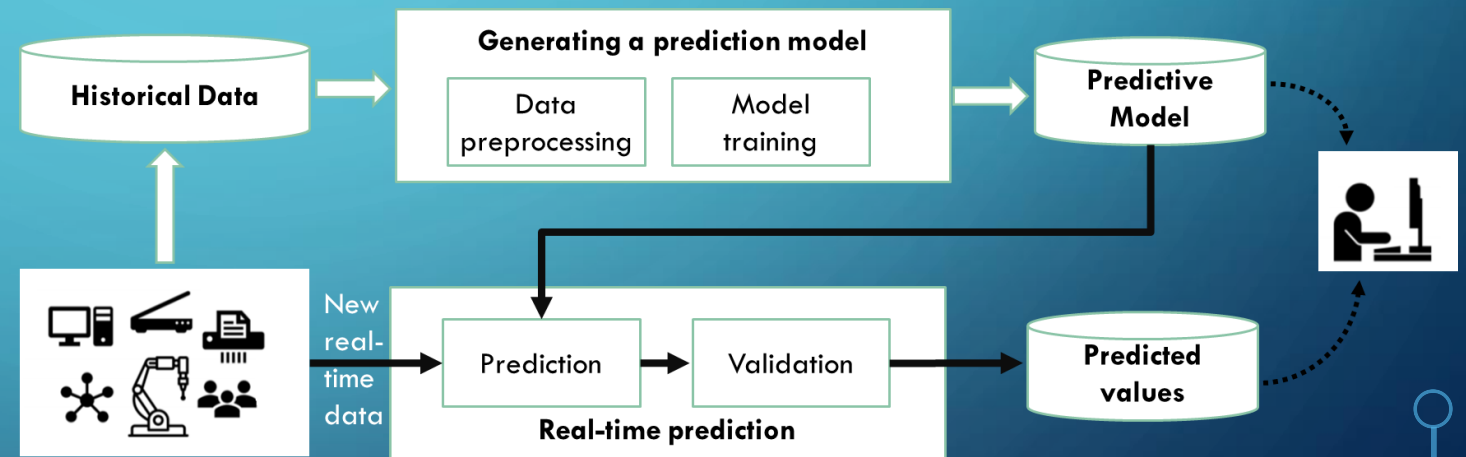 Generating a prediction model
Historical Data
Data
preprocessing
Model
training
Predictive
Model
New
real-
time
data
Prediction
Validation
Real-time prediction
Predicted
values